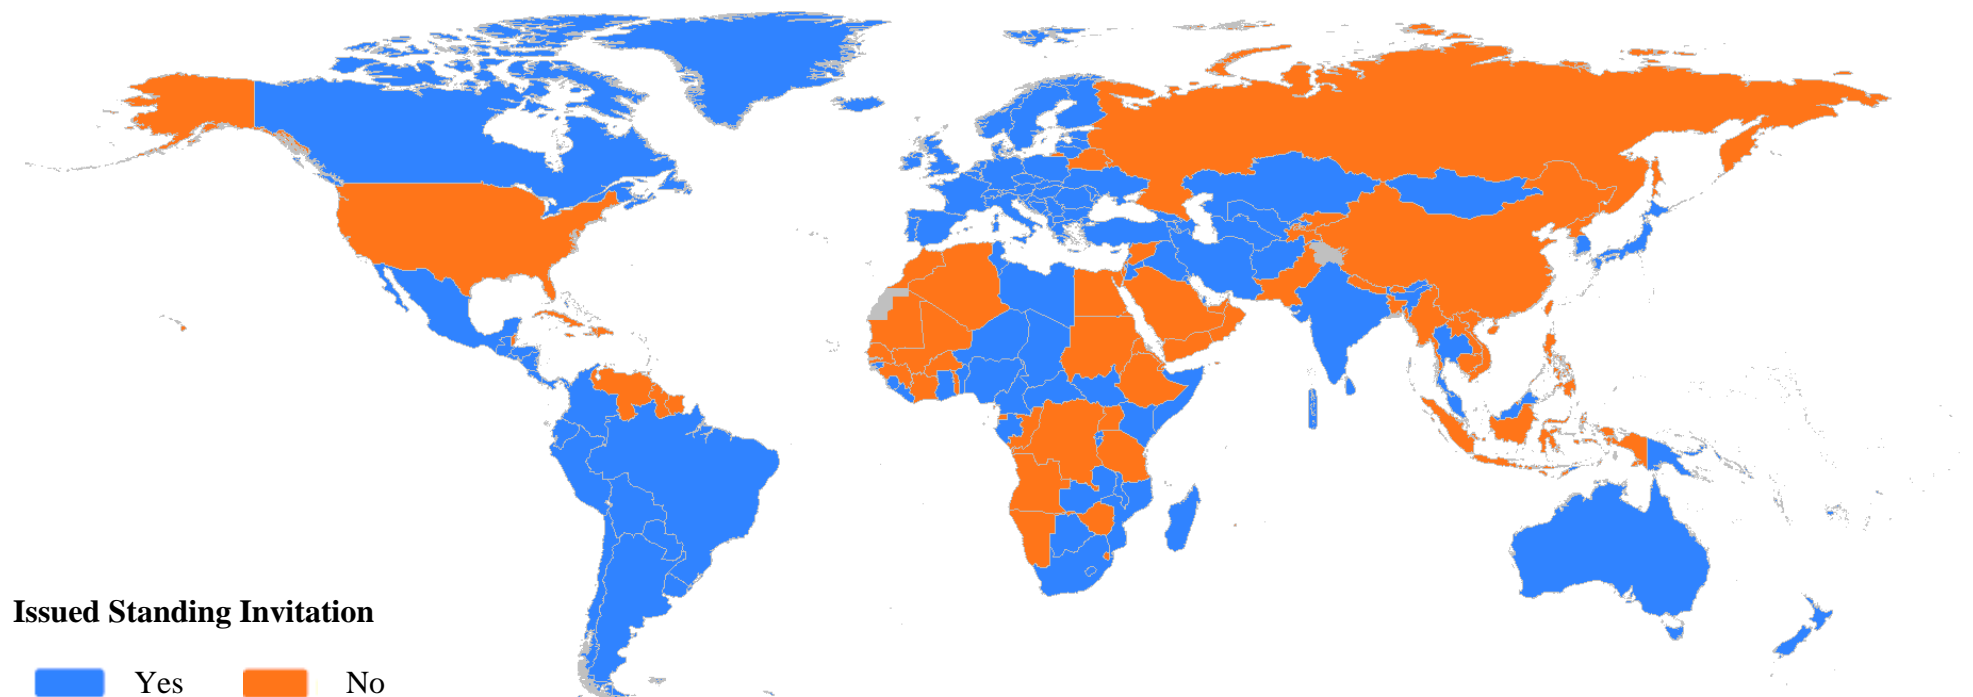 Issued Standing Invitation
Yes No